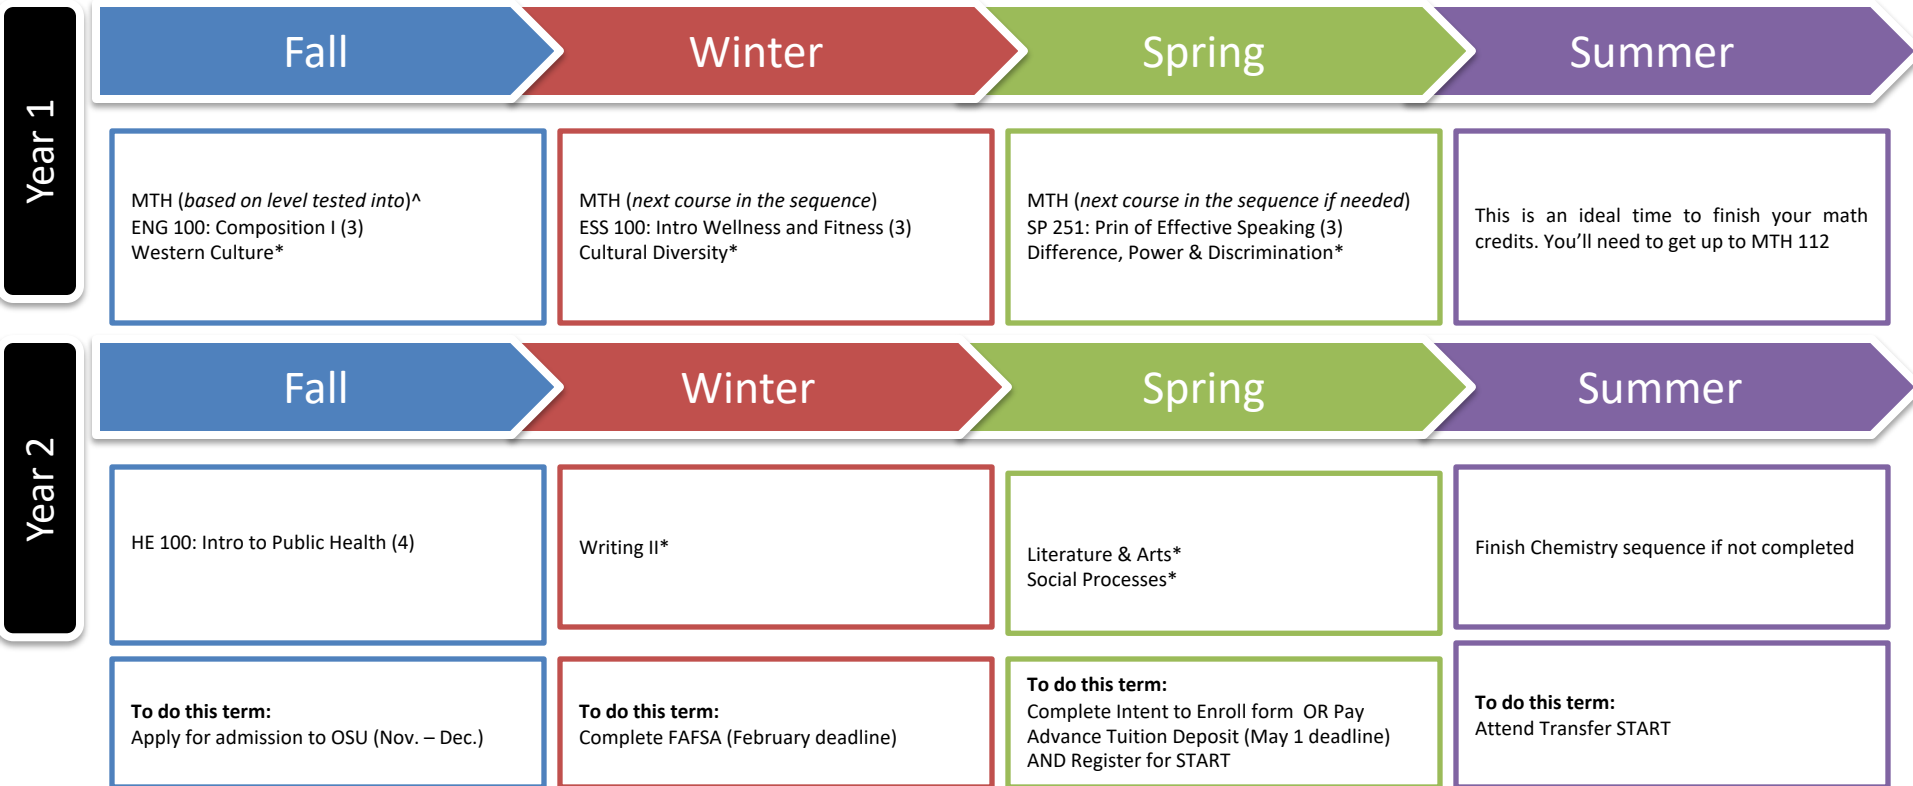 Year 1
Fall
Winter
Spring
Summer
MTH (based on level tested into)^
ENG 100: Composition I (3)
Western Culture*
MTH (next course in the sequence)
ESS 100: Intro Wellness and Fitness (3)
Cultural Diversity*
MTH (next course in the sequence if needed)
SP 251: Prin of Effective Speaking (3)
Difference, Power & Discrimination*
This is an ideal time to finish your math
credits. You’ll need to get up to MTH 112
Year 2
Fall
Winter
Spring
Summer
HE 100: Intro to Public Health (4)
Writing II*
Literature & Arts*
Social Processes*
Finish Chemistry sequence if not completed
To do this term:
Apply for admission to OSU (Nov. – Dec.)
To do this term:
Complete FAFSA (February deadline)
To do this term:
Complete Intent to Enroll form OR Pay
Advance Tuition Deposit (May 1 deadline)
AND Register for START
To do this term:
Attend Transfer START